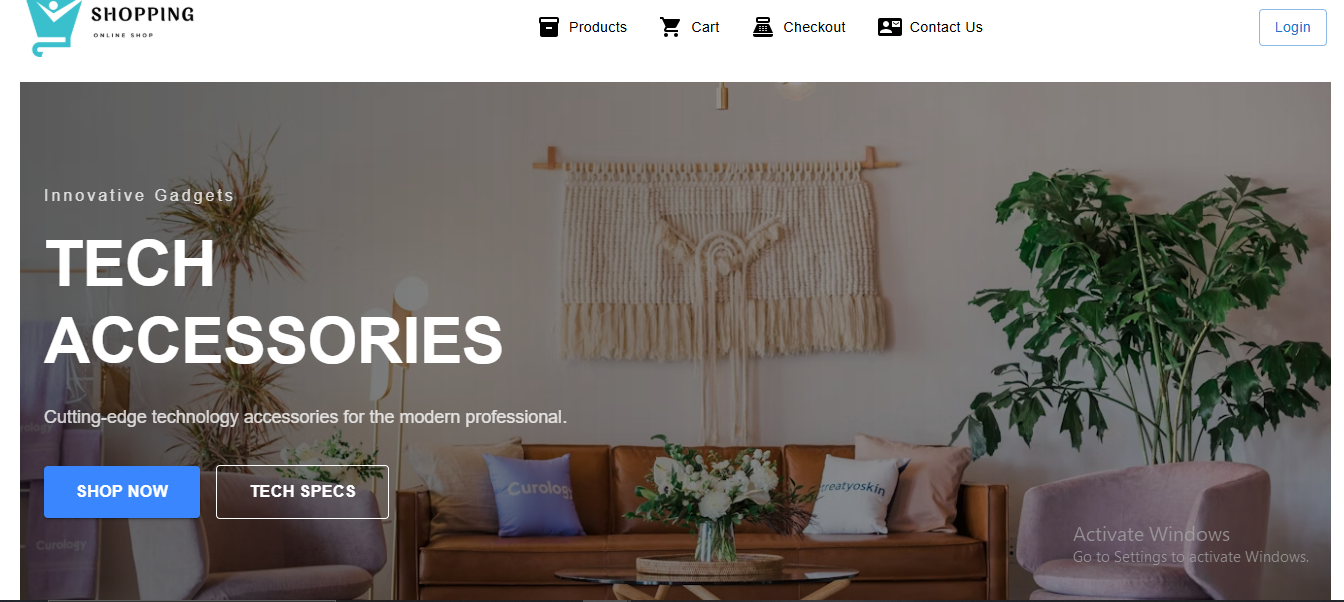 SHOPPING
ONLINE SHOP
Products
Cart
Checkout
Contact Us
Login
Innovative Gadgets
TECH
ACCESSORIES
Cutting-edge technology accessories for the modern professional.
SHOP NOW
TECH SPECS
Curology
treatyoskin
Curology
Activate Windows
Go to Settings to activate Windows.